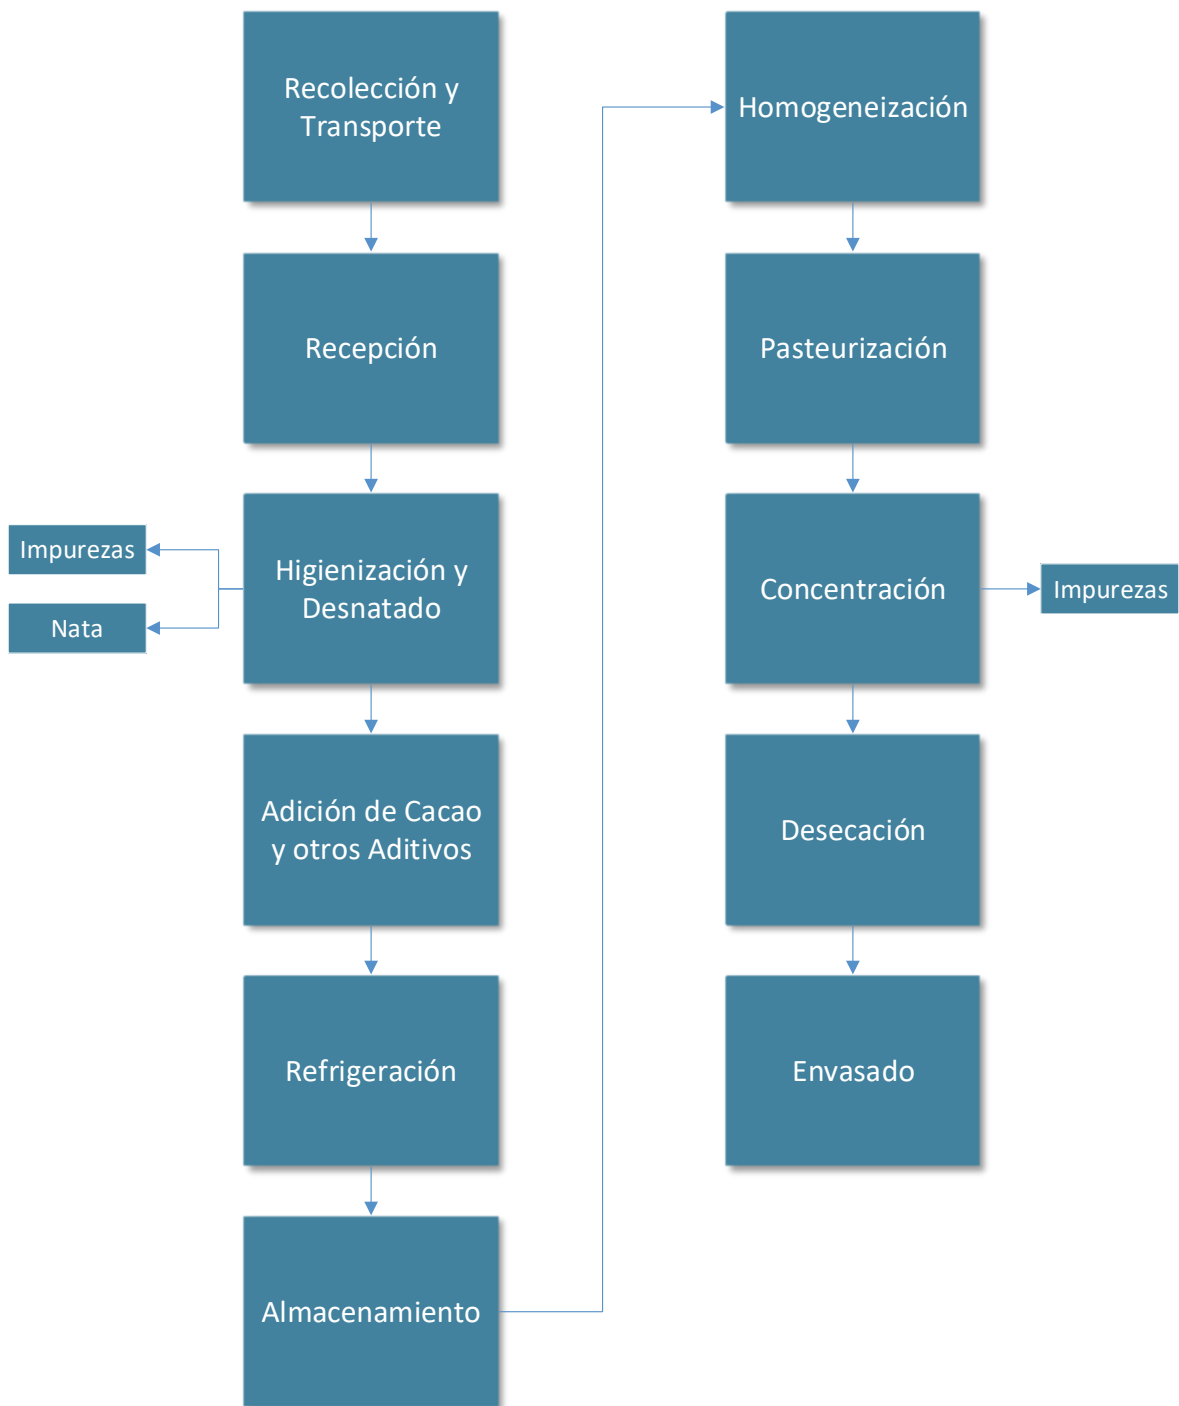 Recolección y
Transporte
Recepción
Impurezas
Nata
Higienización y
Desnatado
Adición de Cacao
y otros Aditivos
Refrigeración
Almacenamiento
Homogeneización
Pasteurización
Concentración
Impurezas
Desecación
Envasado